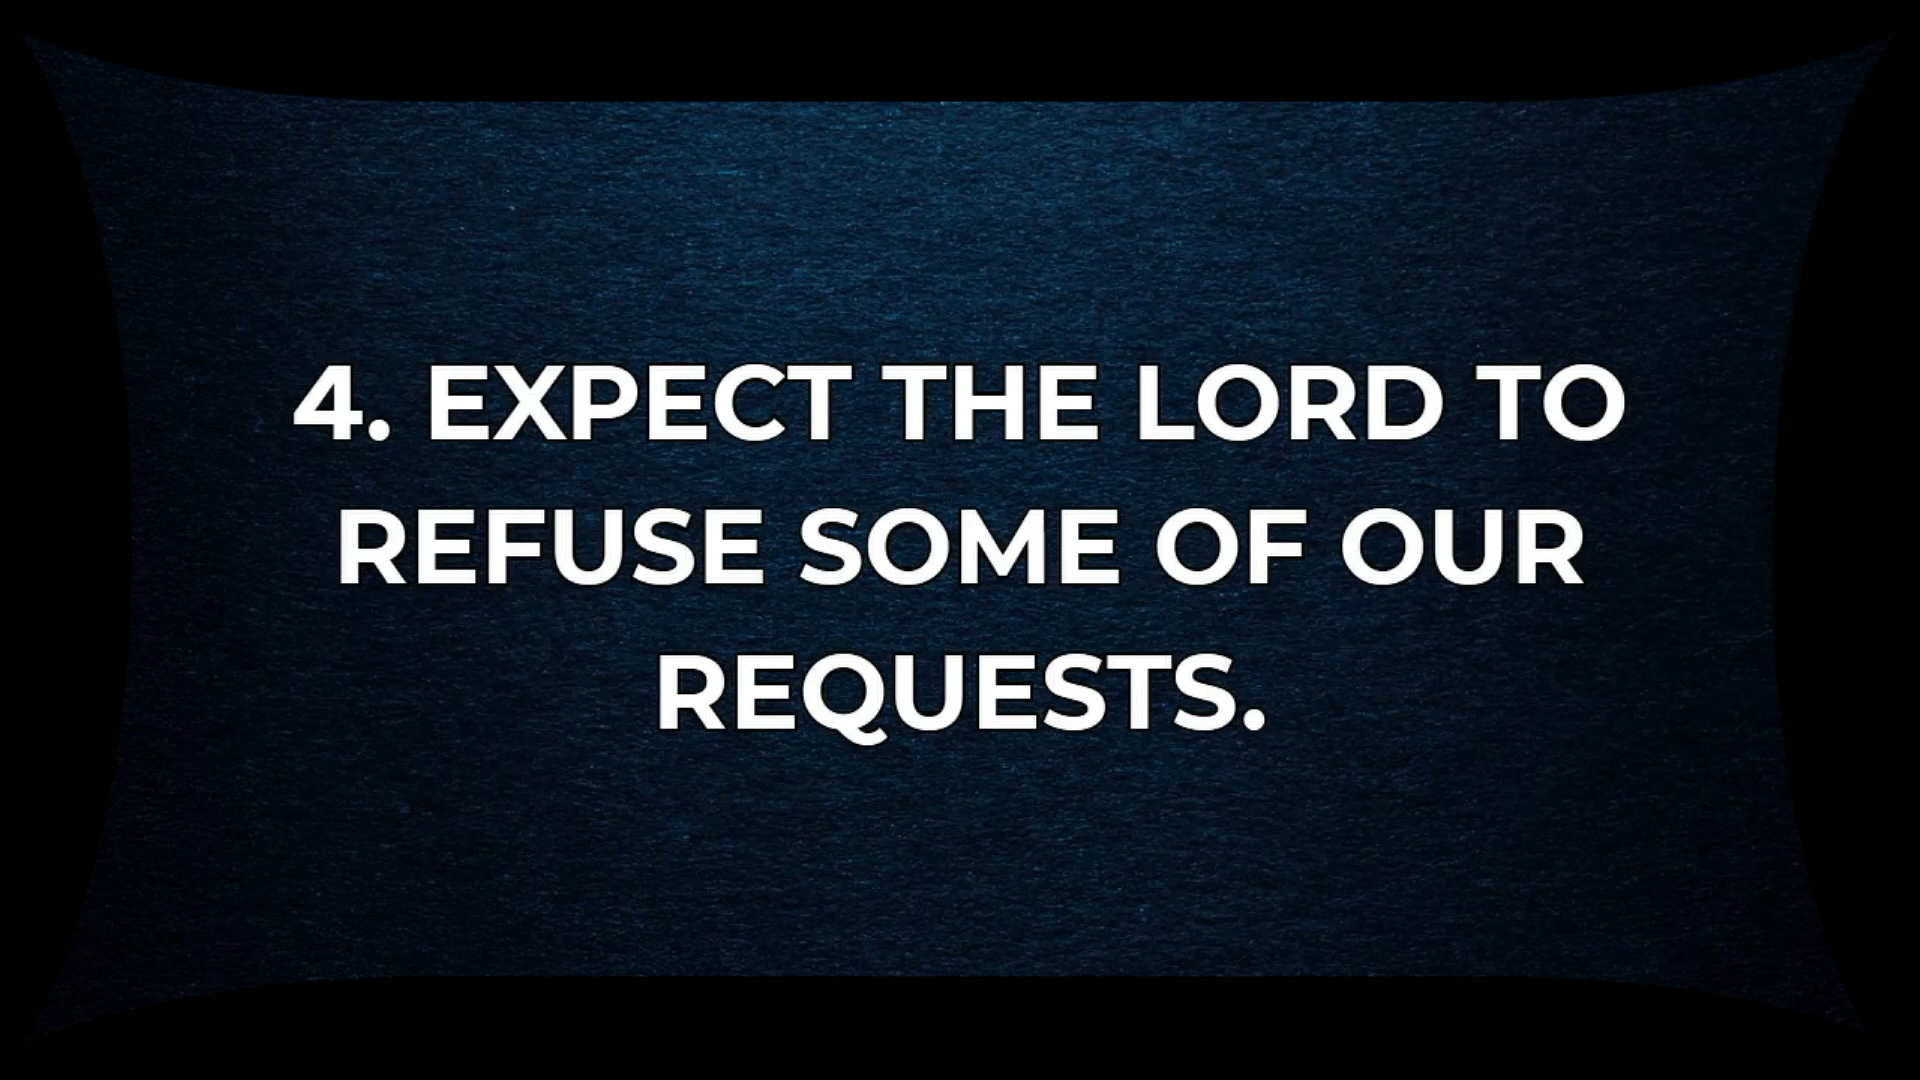 4. EXPECT THE LORD TO
REFUSE SOME OF OUR
REQUESTS.